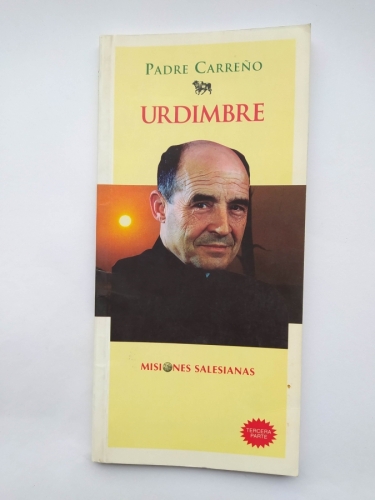 PADRE CARREÑO
URDIMBRE
MISIONES SALESIANAS
TERCERA
PARTE